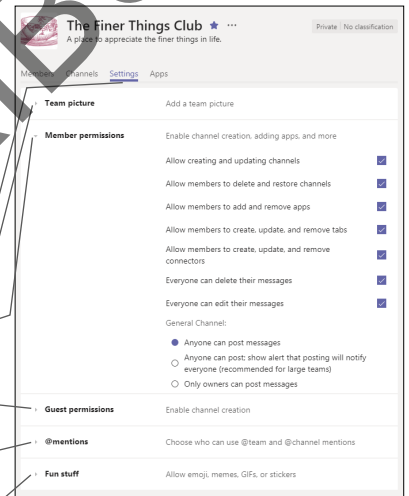 The Finer Things Club ★ ···
Private No classification
A place to appreciate the finer things in life.
Members Channels Settings Apps
Team picture Add a team picture
Member permissions Enable channel creation, adding apps, and more
Allow creating and updating channels
Allow members to delete and restore channels
Allow members to add and remove apps
Allow members to create, update, and remove tabs
Allow members to create, update, and remove
connectors
Everyone can delete their messages
Everyone can edit their messages
General Channel:
Anyone can post messages
Anyone can post; show alert that posting will notify
everyone (recommended for large teams)
Only owners can post messages
Guest permissions Enable channel creation
@mentions Choose who can use @team and @channel mentions
Fun stuff Allow emoji, memes, GIFs, or stickers